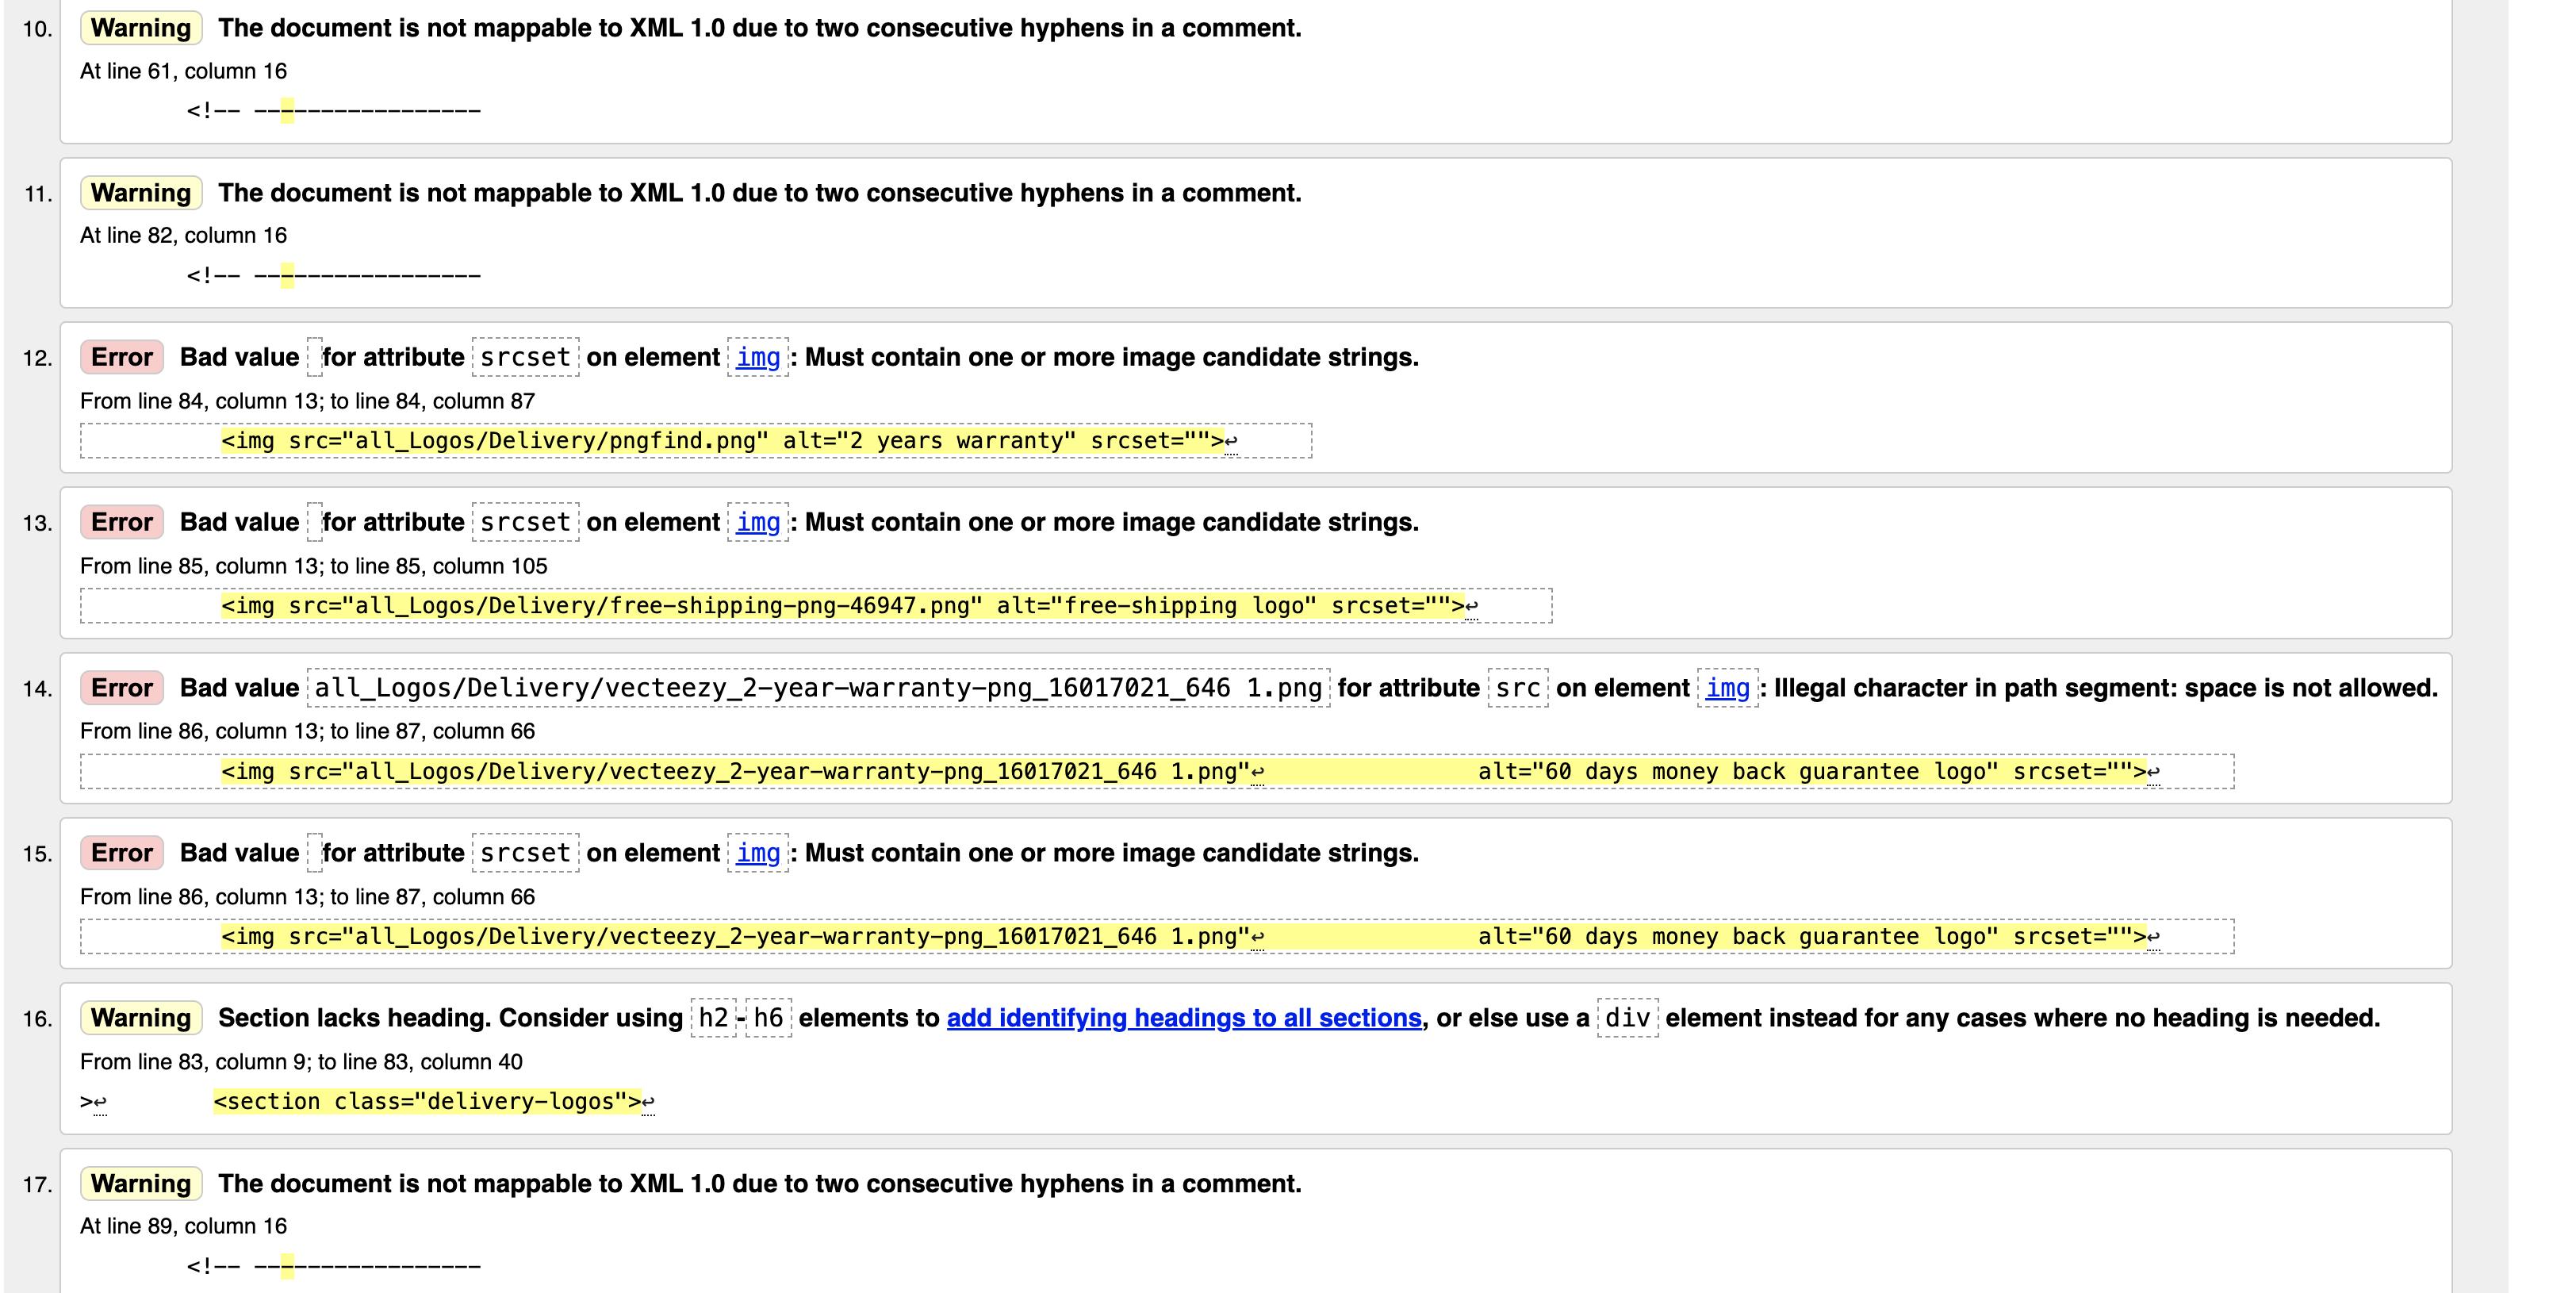 10. Warning The document is not mappable to XML 1.0 due to two consecutive hyphens in a comment.
At line 61, column 16
<!-- -----------------
11. Warning The document is not mappable to XML 1.0 due to two consecutive hyphens in a comment.
At line 82, column 16
<!-- -----------------
12. Error Bad value for attribute srcset on element img: Must contain one or more image candidate strings.
From line 84, column 13; to line 84, column 87
<img src="all_Logos/Delivery/pngfind.png" alt="2 years warranty" srcset="">↩
13. Error Bad value for attribute srcset on element img: Must contain one or more image candidate strings.
From line 85, column 13; to line 85, column 105
<img src="all_Logos/Delivery/free-shipping-png-46947.png" alt="free-shipping logo" srcset="">↩
14. Error Bad value all_Logos/Delivery/vecteezy_2-year-warranty-png_16017021_646 1.png for attribute src on element img: Illegal character in path segment: space is not allowed.
From line 86, column 13; to line 87, column 66
<img src="all_Logos/Delivery/vecteezy_2-year-warranty-png_16017021_646 1.png"↩ alt="60 days money back guarantee logo" srcset="">↩
15. Error Bad value for attribute srcset on element img: Must contain one or more image candidate strings.
From line 86, column 13; to line 87, column 66
<img src="all_Logos/Delivery/vecteezy_2-year-warranty-png_16017021_646 1.png"↩ alt="60 days money back guarantee logo" srcset="">↩
16. Warning Section lacks heading. Consider using h2-h6 elements to add identifying headings to all sections, or else use a div element instead for any cases where no heading is needed.
From line 83, column 9; to line 83, column 40
>↩ <section class="delivery-logos">↩
17. Warning The document is not mappable to XML 1.0 due to two consecutive hyphens in a comment.
At line 89, column 16
<!-- -----------------